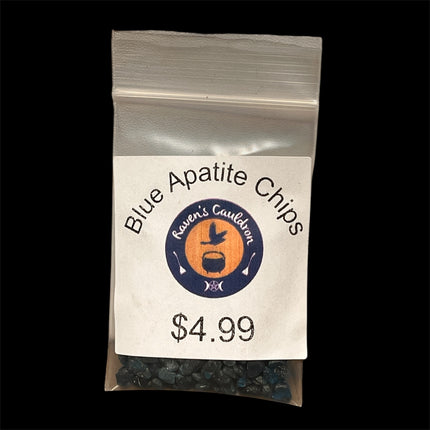 Blue Apatite Chips
Raven's Cauldron
$4.99